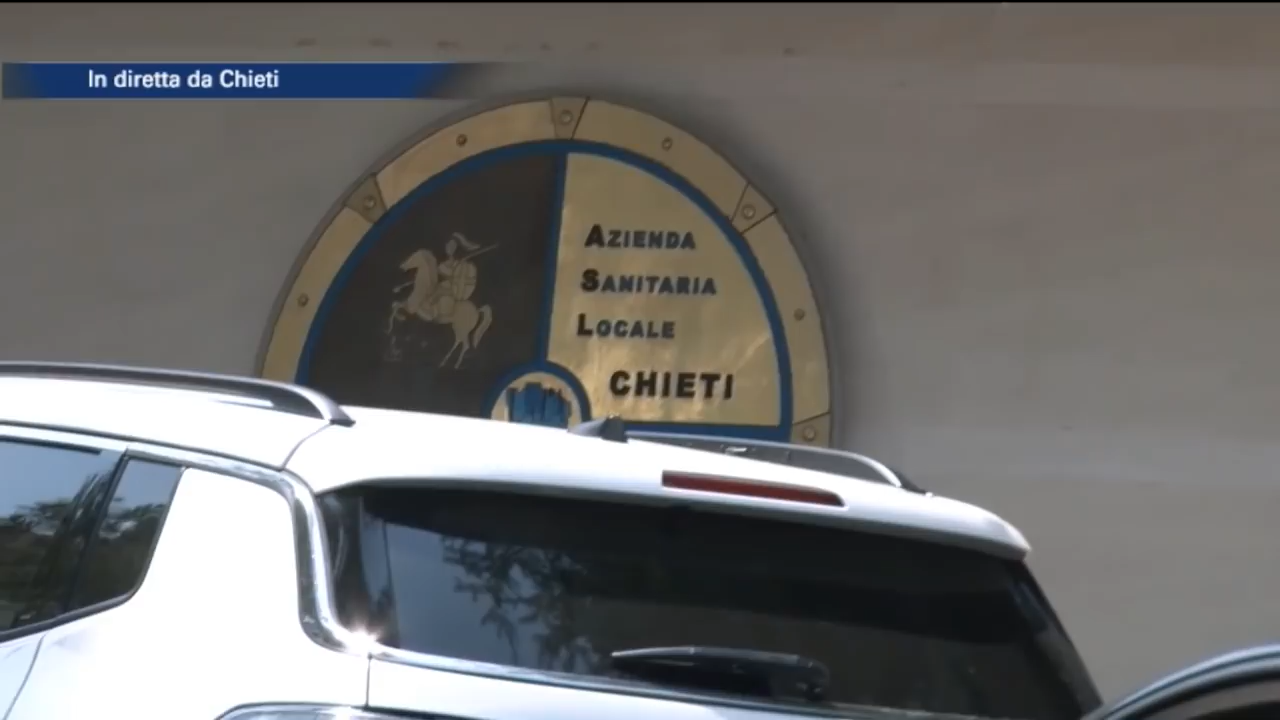 In diretta da Chieti
AZIENDA
SANITARIA
LOCALE
CHIETI